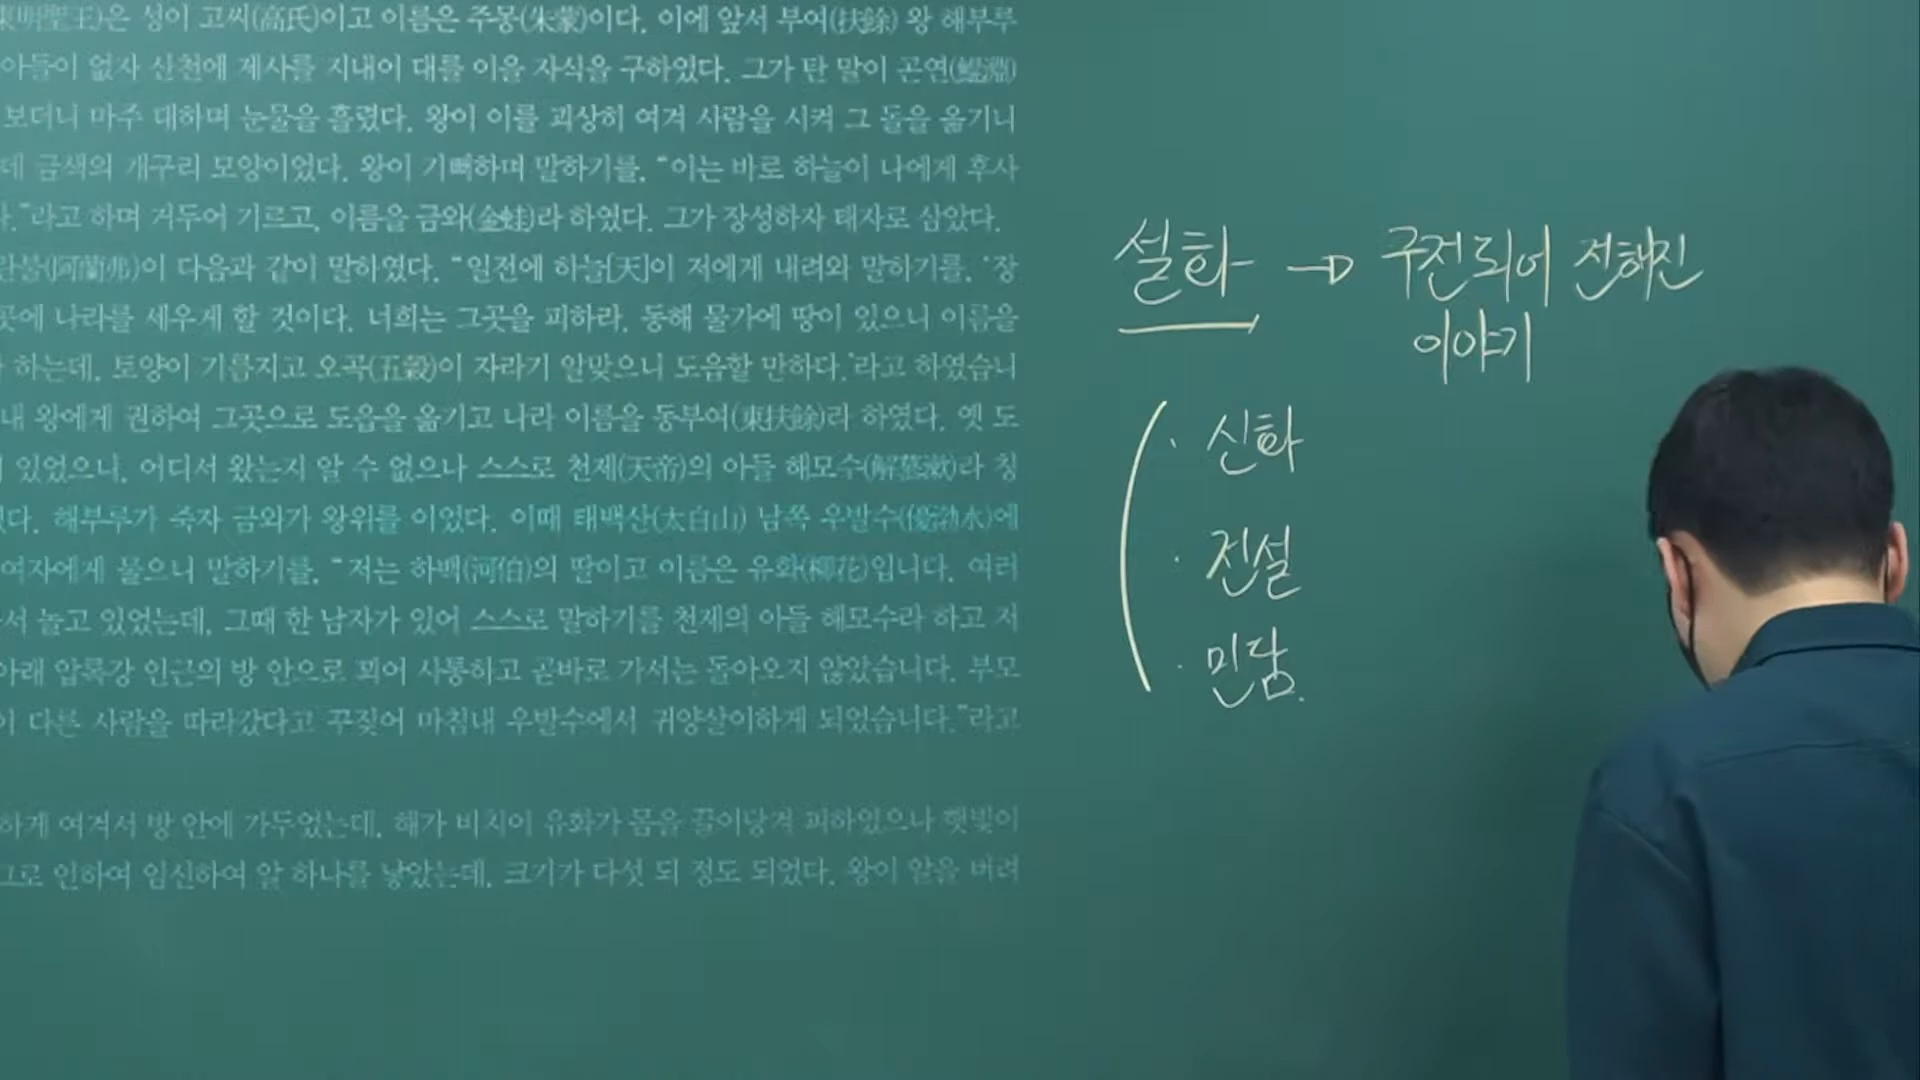 東明聖王)은 성이 고씨(高氏)이고 이름은 주몽(朱蒙)이다. 이에 앞서 부여(扶餘) 왕 해부루
아들이 없자 산천에 제사를 지내어 대를 이을 자식을 구하였다. 그가 탄 말이 곤연(鯤淵)
보더니 마주 대하며 눈물을 흘렸다. 왕이 이를 괴상히 여겨 사람을 시켜 그 돌을 옮기니
데 금색의 개구리 모양이었다. 왕이 기뻐하며 말하기를, “이는 바로 하늘이 나에게 후사
다.”라고 하며 거두어 기르고, 이름을 금와(金蛙)라 하였다. 그가 장성하자 태자로 삼았다.
란불(阿蘭弗)이 다음과 같이 말하였다. “일전에 하늘[天]이 저에게 내려와 말하기를, ‘장
곳에 나라를 세우게 할 것이다. 너희는 그곳을 피하라. 동해 물가에 땅이 있으니 이름을
하는데, 토양이 기름지고 오곡(五穀)이 자라기 알맞으니 도읍할 만하다.’라고 하였습니
내 왕에게 권하여 그곳으로 도읍을 옮기고 나라 이름을 동부여(東扶餘)라 하였다. 옛 도
있었으나, 어디서 왔는지 알 수 없으나 스스로 천제(天帝)의 아들 해모수(解慕漱)라 칭
다. 해부루가 죽자 금와가 왕위를 이었다. 이때 태백산(太白山) 남쪽 우발수(優渤水)에
여자에게 물으니 말하기를, “저는 하백(河伯)의 딸이고 이름은 유화(柳花)입니다. 여러
서 놀고 있었는데, 그때 한 남자가 있어 스스로 말하기를 천제의 아들 해모수라 하고 저
아래 압록강 인근의 방 안으로 꾀어 사통하고 곧바로 가서는 돌아오지 않았습니다. 부모
이 다른 사람을 따라갔다고 꾸짖어 마침내 우발수에서 귀양살이하게 되었습니다.”라고
하게 여겨서 방 안에 가두었는데, 해가 비치어 유화가 몸을 끌어당겨 피하였으나 햇빛이
그로 인하여 임신하여 알 하나를 낳았는데, 크기가 다섯 되 정도 되었다. 왕이 알을 버려
설화 → 구전되어 전해진
이야기
· 신화
· 전설
· 민담.